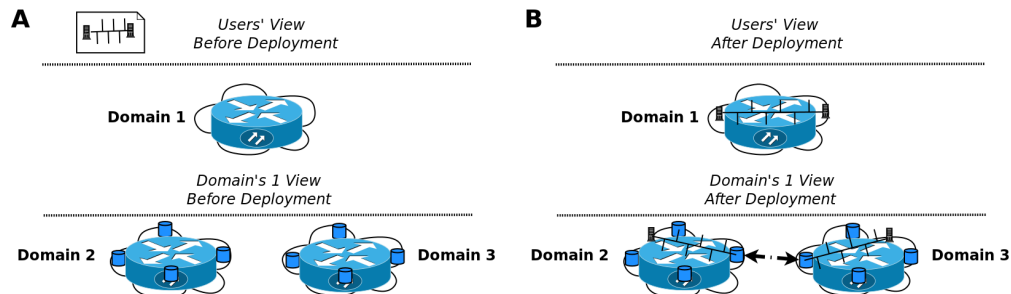 A
Users' View
Before Deployment
Domain 1
Domain's 1 View
Before Deployment
Domain 2
Domain 3
B
Users' View
After Deployment
Domain 1
Domain's 1 View
After Deployment
Domain 2
Domain 3